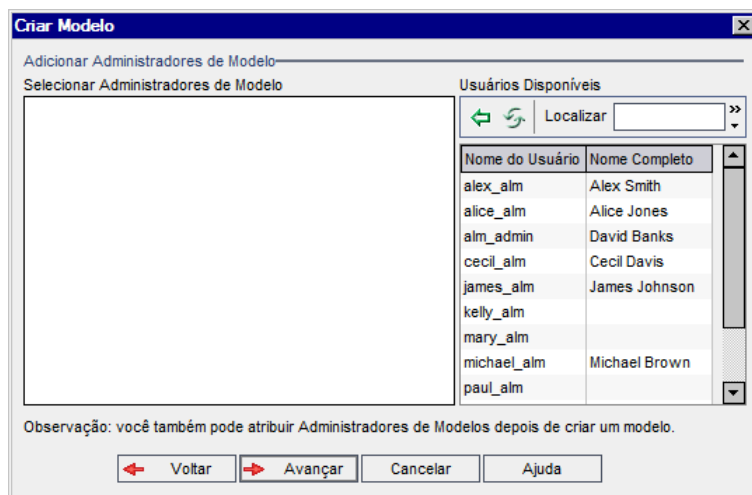 Criar Modelo
Adicionar Administradores de Modelo
Selecionar Administradores de Modelo
Usuários Disponíveis
Localizar
Nome do Usuário Nome Completo
alex_alm Alex Smith
alice_alm Alice Jones
alm_admin David Banks
cecil_alm Cecil Davis
james_alm James Johnson
kelly_alm
mary_alm
michael_alm Michael Brown
paul_alm
Observação: você também pode atribuir Administradores de Modelos depois de criar um modelo.
Voltar Avançar Cancelar Ajuda